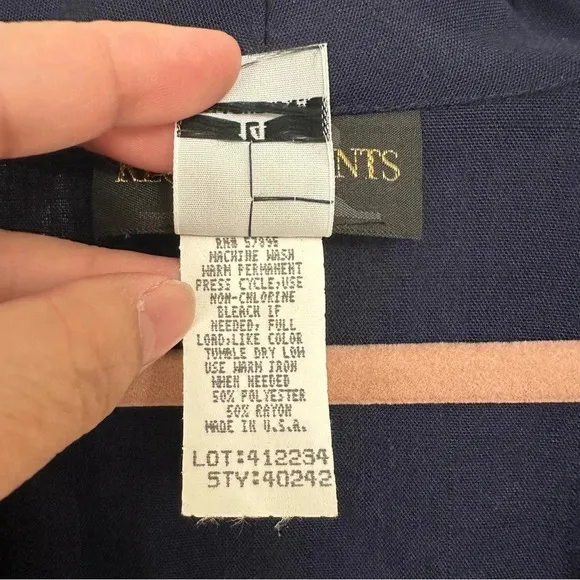 NTS
RN# 57895
MACHINE WASH
WARM PERMANENT
PRESS CYCLE;USE
NON-CHLORINE
BLEACH IF
NEEDED; FULL
LOAD;LIKE COLOR
TUMBLE DRY LOW
USE WARM IRON
WHEN NEEDED
50% POLYESTER
50% RAYON
MADE IN U.S.A.
LOT:412234
STY:40242